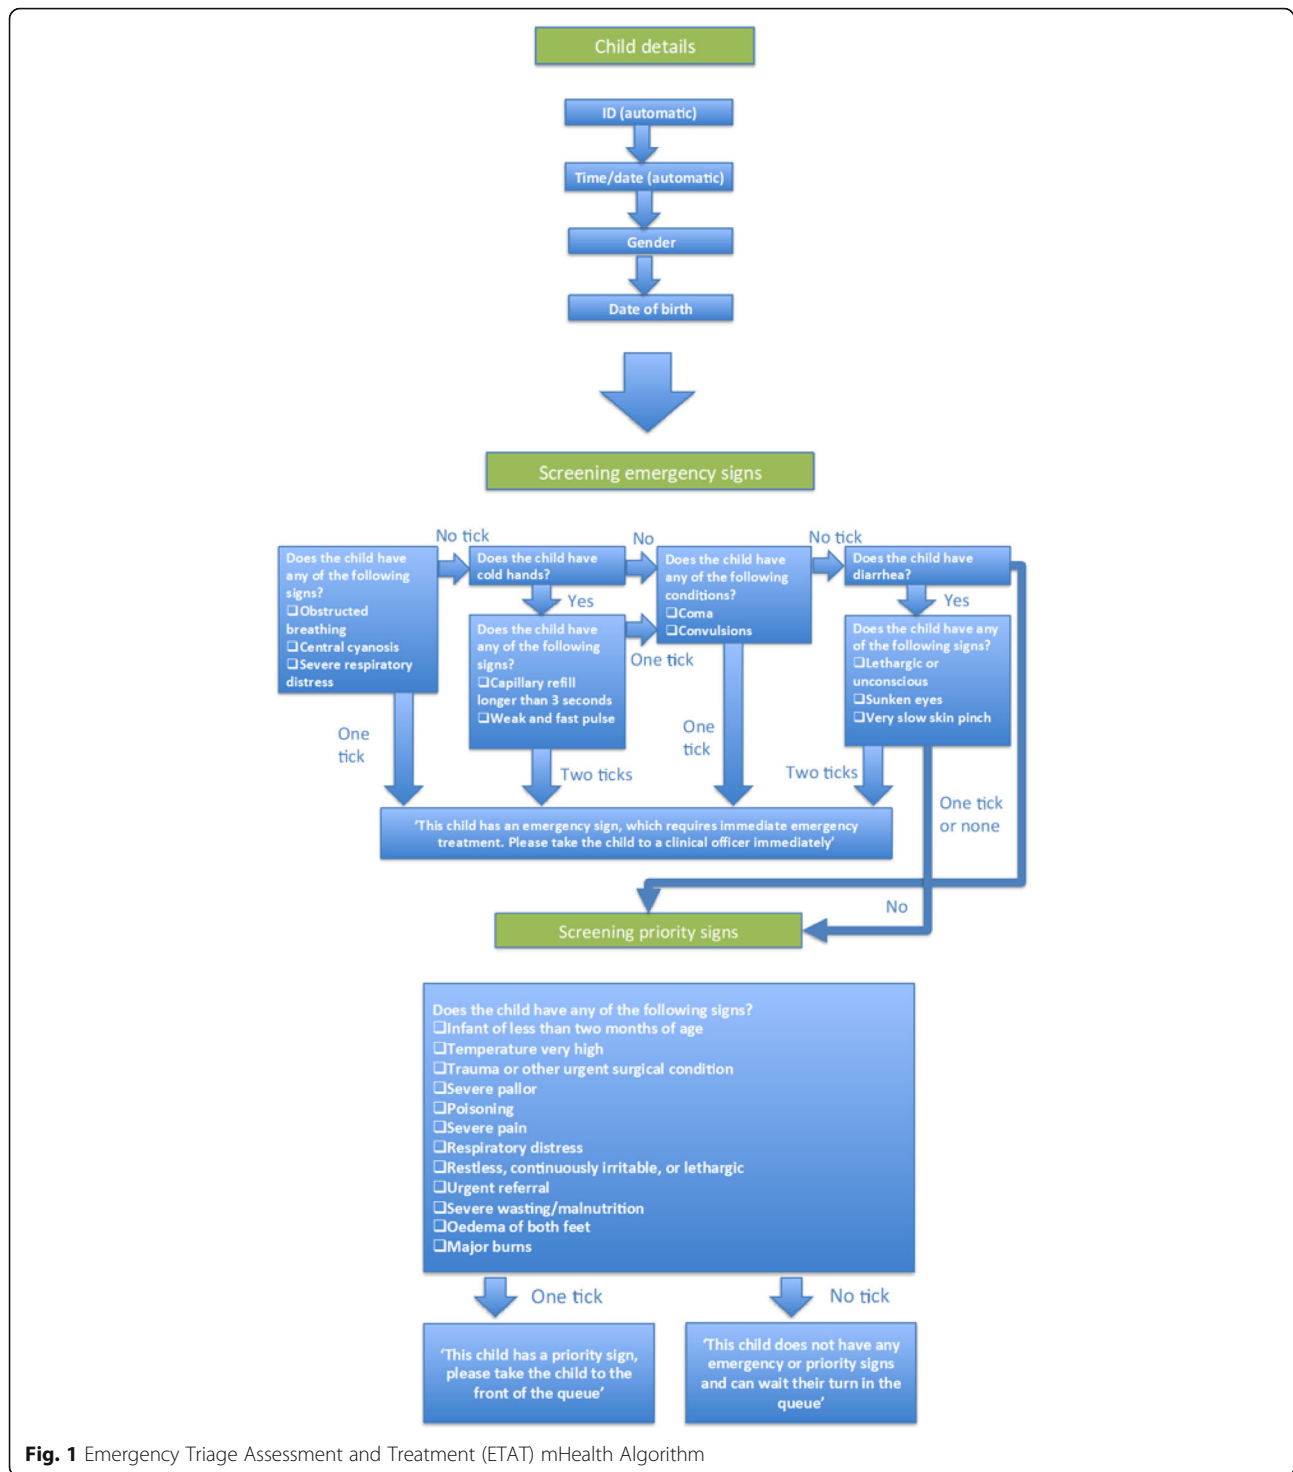 Child details
ID (automatic)
Time/date (automatic)
Gender
Date of birth
Screening emergency signs
Does the child have
any of the following
signs?
❑Obstructed
breathing
❑Central cyanosis
❑Severe respiratory
distress
No tick
One
tick
Does the child have
cold hands?
No
Yes
Does the child have
any of the following
signs?
❑Capillary refill
longer than 3 seconds
❑Weak and fast pulse
One tick
Two ticks
Does the child have
any of the following
conditions?
❑Coma
❑Convulsions
No tick
One
tick
Does the child have
diarrhea?
Yes
Does the child have any
of the following signs?
❑Lethargic or
unconscious
❑Sunken eyes
❑Very slow skin pinch
Two ticks
One tick
or none
No
‘This child has an emergency sign, which requires immediate emergency
treatment. Please take the child to a clinical officer immediately’
Screening priority signs
Does the child have any of the following signs?
❑Infant of less than two months of age
❑Temperature very high
❑Trauma or other urgent surgical condition
❑Severe pallor
❑Poisoning
❑Severe pain
❑Respiratory distress
❑Restless, continuously irritable, or lethargic
❑Urgent referral
❑Severe wasting/malnutrition
❑Oedema of both feet
❑Major burns
One tick
No tick
‘This child has a priority sign,
please take the child to the
front of the queue’
‘This child does not have any
emergency or priority signs
and can wait their turn in the
queue’
Fig. 1 Emergency Triage Assessment and Treatment (ETAT) mHealth Algorithm